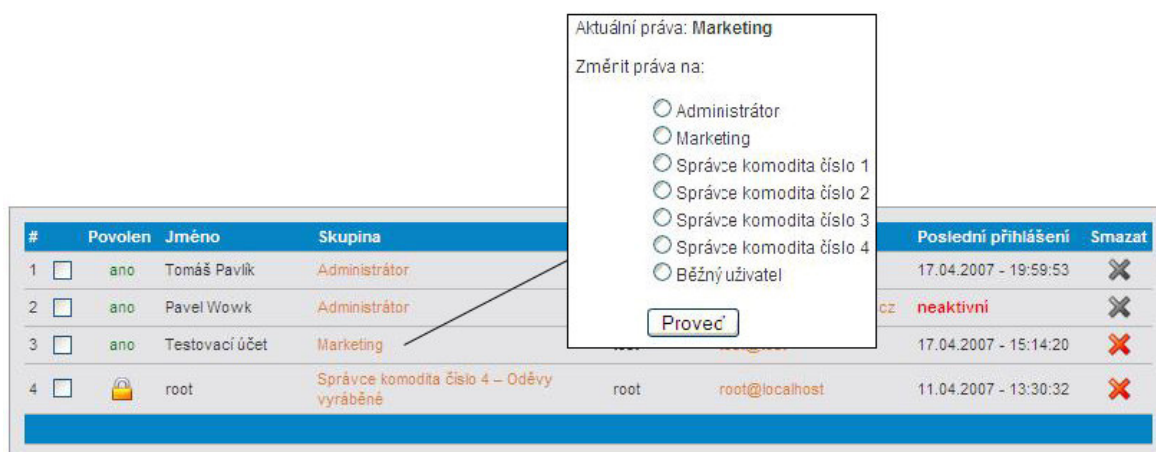 Aktuální práva: Marketing
Změnit práva na:
Administrátor
Marketing
Správce komodita číslo 1
Správce komodita číslo 2
Správce komodita číslo 3
Správce komodita číslo 4
Běžný uživatel
Proveď
# Povolen Jméno Skupina Poslední přihlášení Smazat
1 ano Tomáš Pavlík Administrátor 17.04.2007 - 19:59:53
2 ano Pavel Wowk Administrátor cz neaktivní
3 ano Testovací účet Marketing 17.04.2007 - 15:14:20
4 root Správce komodita číslo 4 – Oděvy
vyráběné root root@localhost 11.04.2007 - 13:30:32